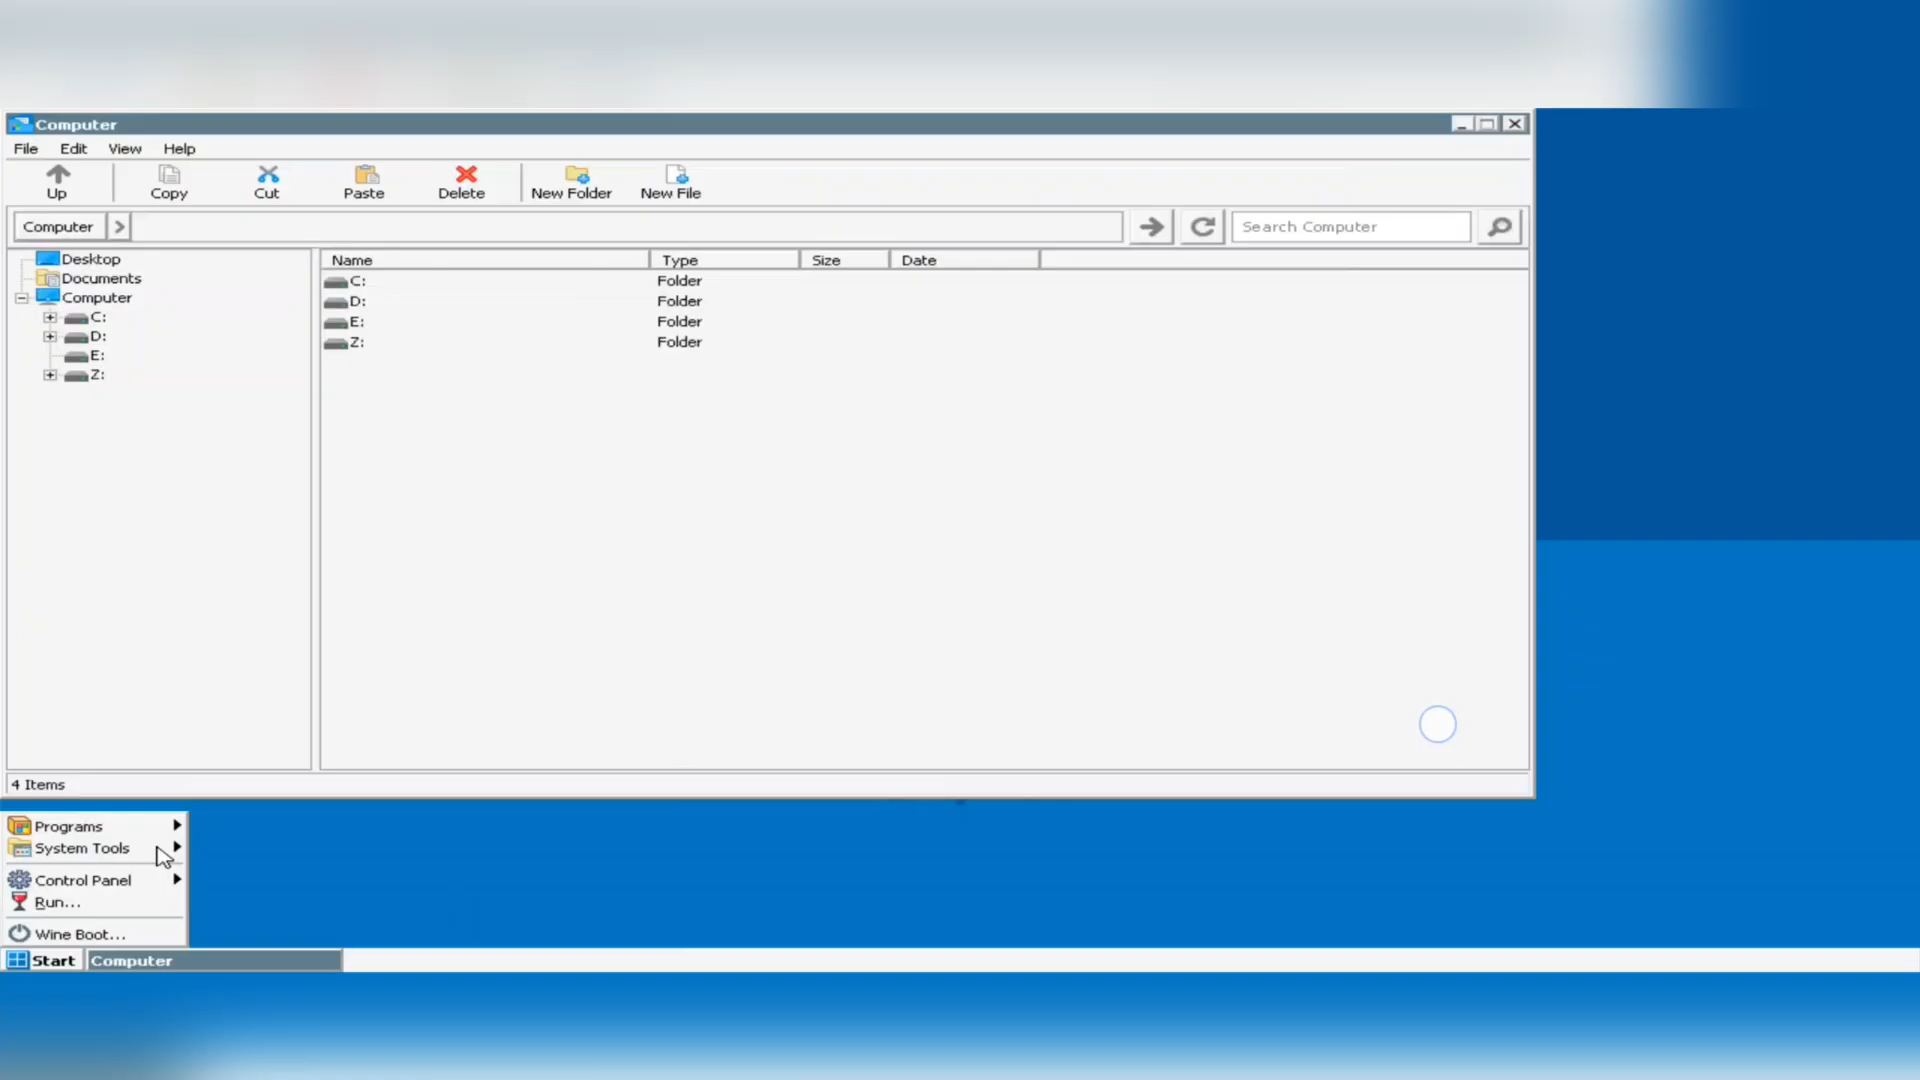 Computer
File Edit View Help
Up Copy Cut Paste Delete New Folder New File
Computer Search Computer
Desktop
Documents
Computer
C:
D:
E:
Z:
Name Type Size Date
C: Folder
D: Folder
E: Folder
Z: Folder
4 Items
Programs
System Tools
Control Panel
Run...
Wine Boot...
Start Computer